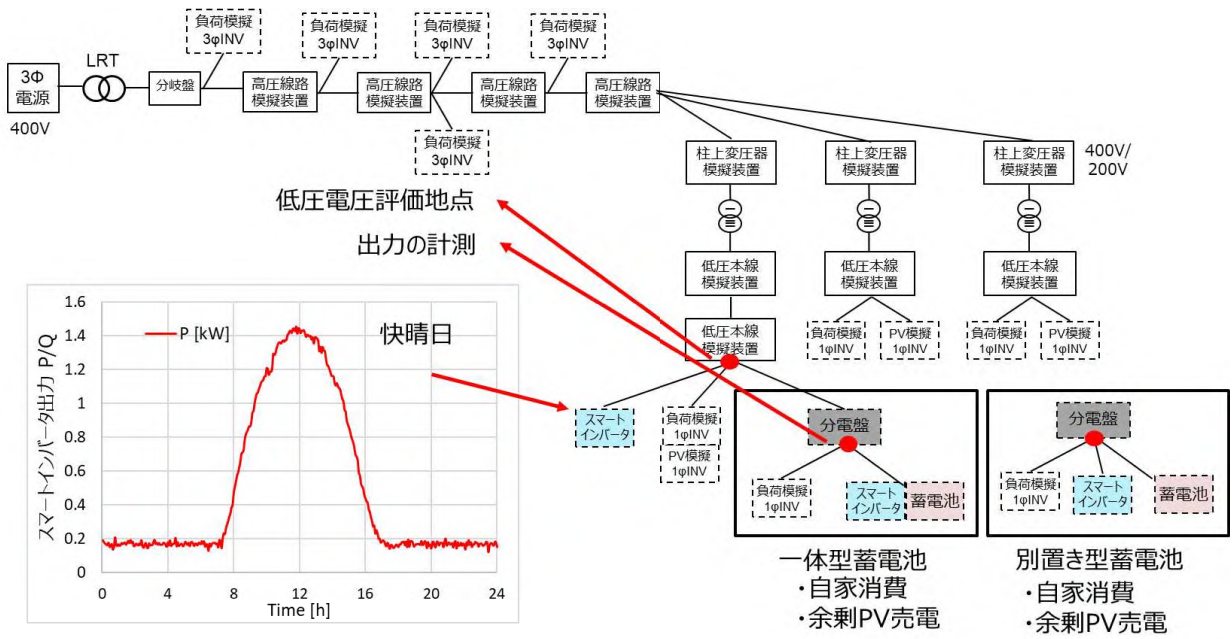 負荷模擬
3φINV
負荷模擬
3φINV
負荷模擬
3φINV
負荷模擬
3φINV
LRT
3Φ
電源
400V
分岐盤
高圧線路
模擬装置
高圧線路
模擬装置
高圧線路
模擬装置
高圧線路
模擬装置
負荷模擬
3φINV
柱上変圧器
模擬装置
柱上変圧器
模擬装置
柱上変圧器
模擬装置
400V/
200V
低圧電圧評価地点
出力の計測
低圧本線
模擬装置
低圧本線
模擬装置
低圧本線
模擬装置
低圧本線
模擬装置
負荷模擬
1φINV
PV模擬
1φINV
負荷模擬
1φINV
PV模擬
1φINV
スマートインバータ出力 P/Q
1.6
1.4
1.2
1
0.8
0.6
0.4
0.2
0
0
4
8
12
16
20
24
Time [h]
P [kW]
快晴日
スマート
インバータ
負荷模擬
1φINV
PV模擬
1φINV
分電盤
負荷模擬
1φINV
スマート
インバータ
蓄電池
分電盤
負荷模擬
1φINV
スマート
インバータ
蓄電池
一体型蓄電池
・自家消費
・余剰PV売電
別置き型蓄電池
・自家消費
・余剰PV売電